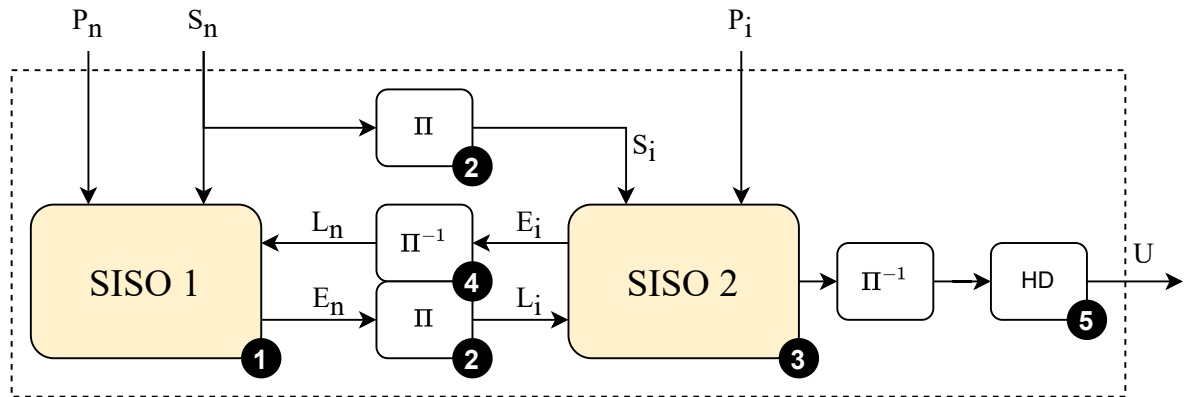 Pn Sn Pi
Π
2
Si
Ln Π−1 Ei
4
SISO 1 SISO 2 Π−1 HD U
En Π Li
1 2 3 5